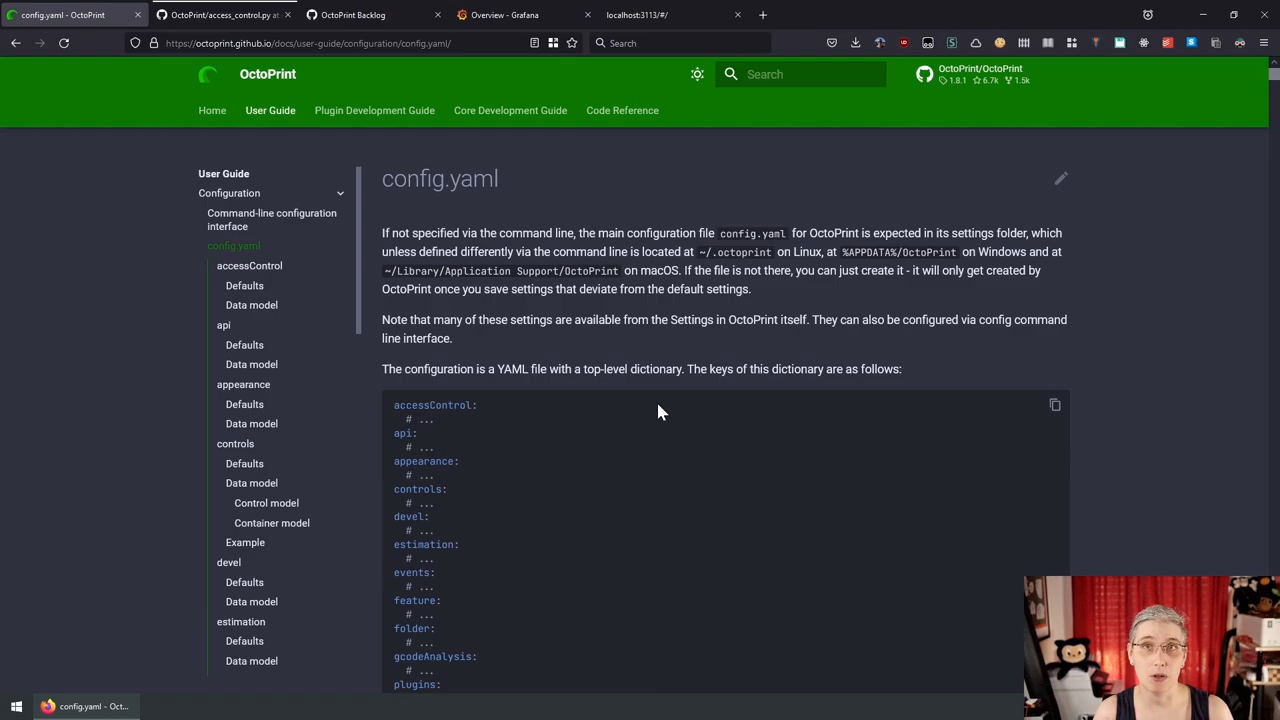 config.yaml - OctoPrint
OctoPrint/access_control.py at
OctoPrint Backlog
Overview - Grafana
localhost:3113/#/
https://octoprint.github.io/docs/user-guide/configuration/config.yaml/
Search
OctoPrint
Search
OctoPrint/OctoPrint
1.8.1 6.7k 1.5k
Home
User Guide
Plugin Development Guide
Core Development Guide
Code Reference
User Guide
Configuration
Command-line configuration
interface
config.yaml
accessControl
Defaults
Data model
api
Defaults
Data model
appearance
Defaults
Data model
controls
Defaults
Data model
Control model
Container model
Example
devel
Defaults
Data model
estimation
Defaults
Data model
config.yaml
If not specified via the command line, the main configuration file config.yaml for OctoPrint is expected in its settings folder, which
unless defined differently via the command line is located at ~/.octoprint on Linux, at %APPDATA%/OctoPrint on Windows and at
~/Library/Application Support/OctoPrint on macOS. If the file is not there, you can just create it - it will only get created by
OctoPrint once you save settings that deviate from the default settings.
Note that many of these settings are available from the Settings in OctoPrint itself. They can also be configured via config command
line interface.
The configuration is a YAML file with a top-level dictionary. The keys of this dictionary are as follows:
accessControl:
# ...
api:
# ...
appearance:
# ...
controls:
# ...
devel:
# ...
estimation:
# ...
events:
# ...
feature:
# ...
folder:
# ...
gcodeAnalysis:
# ...
plugins:
config.yaml - Oct...